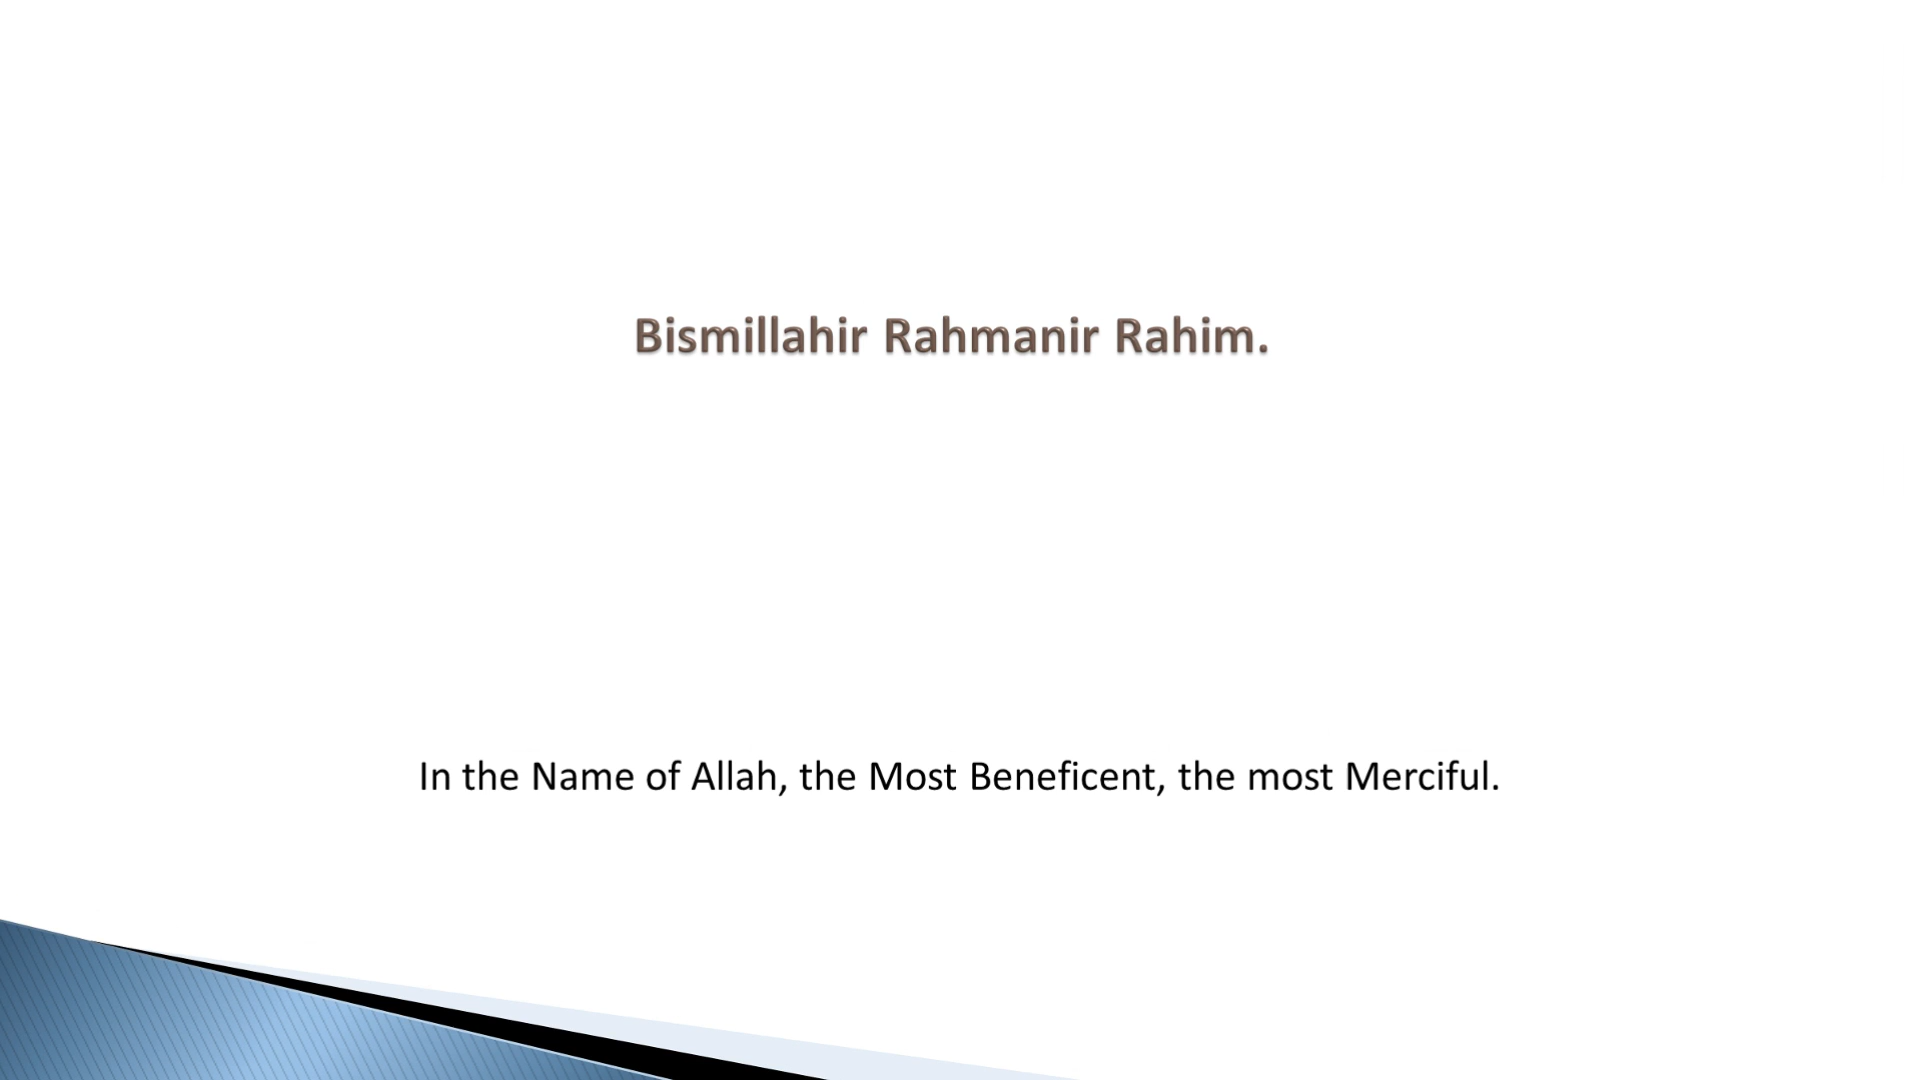 Bismillahir Rahmanir Rahim.
In the Name of Allah, the Most Beneficent, the most Merciful.